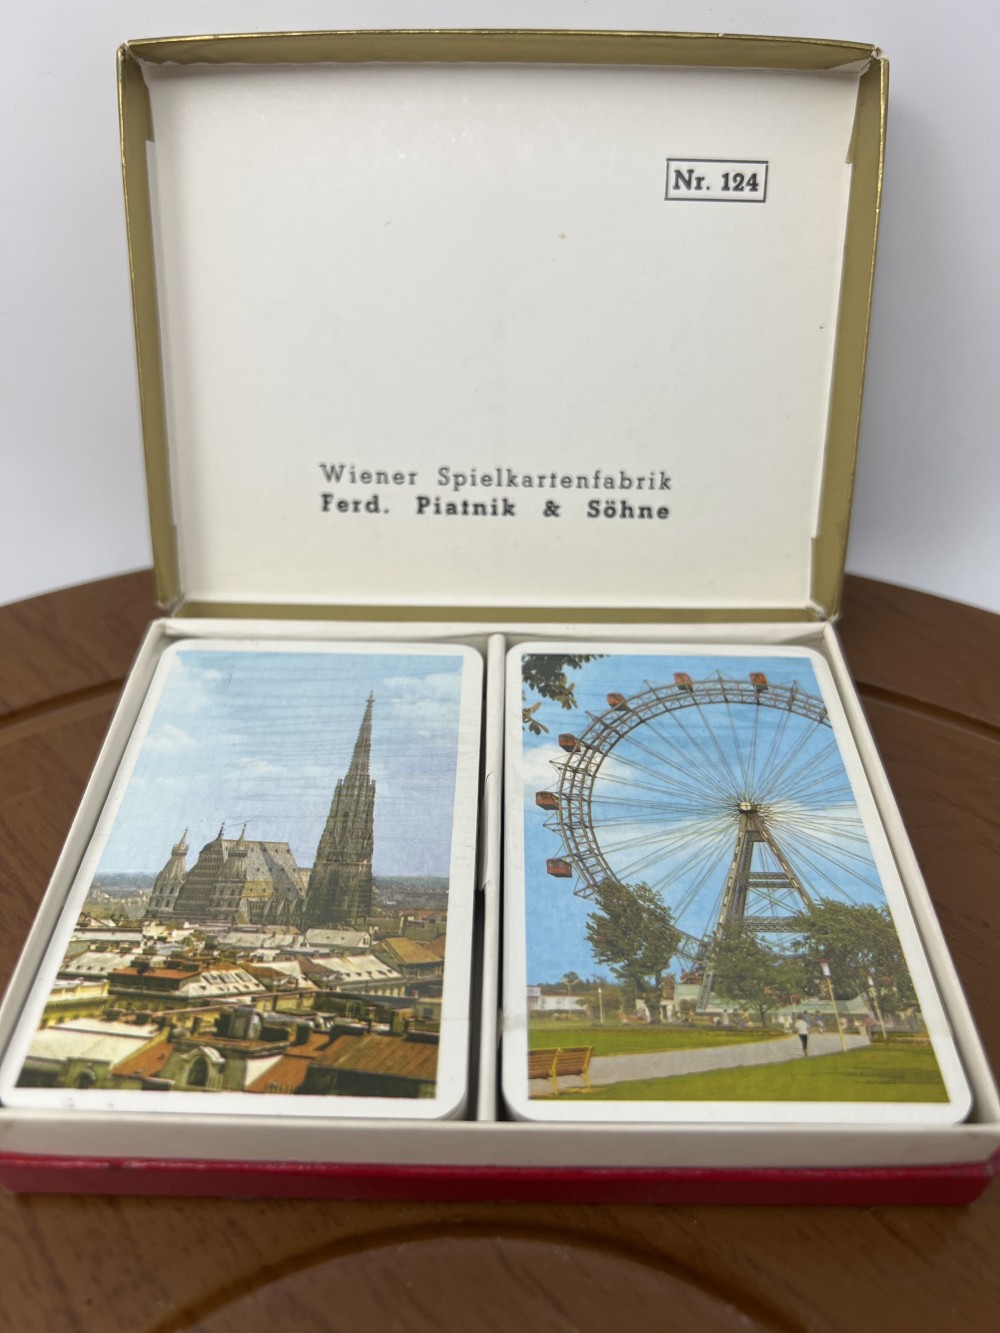 Nr. 124
Wiener Spielkartenfabrik
Ferd. Piatnik & Söhne